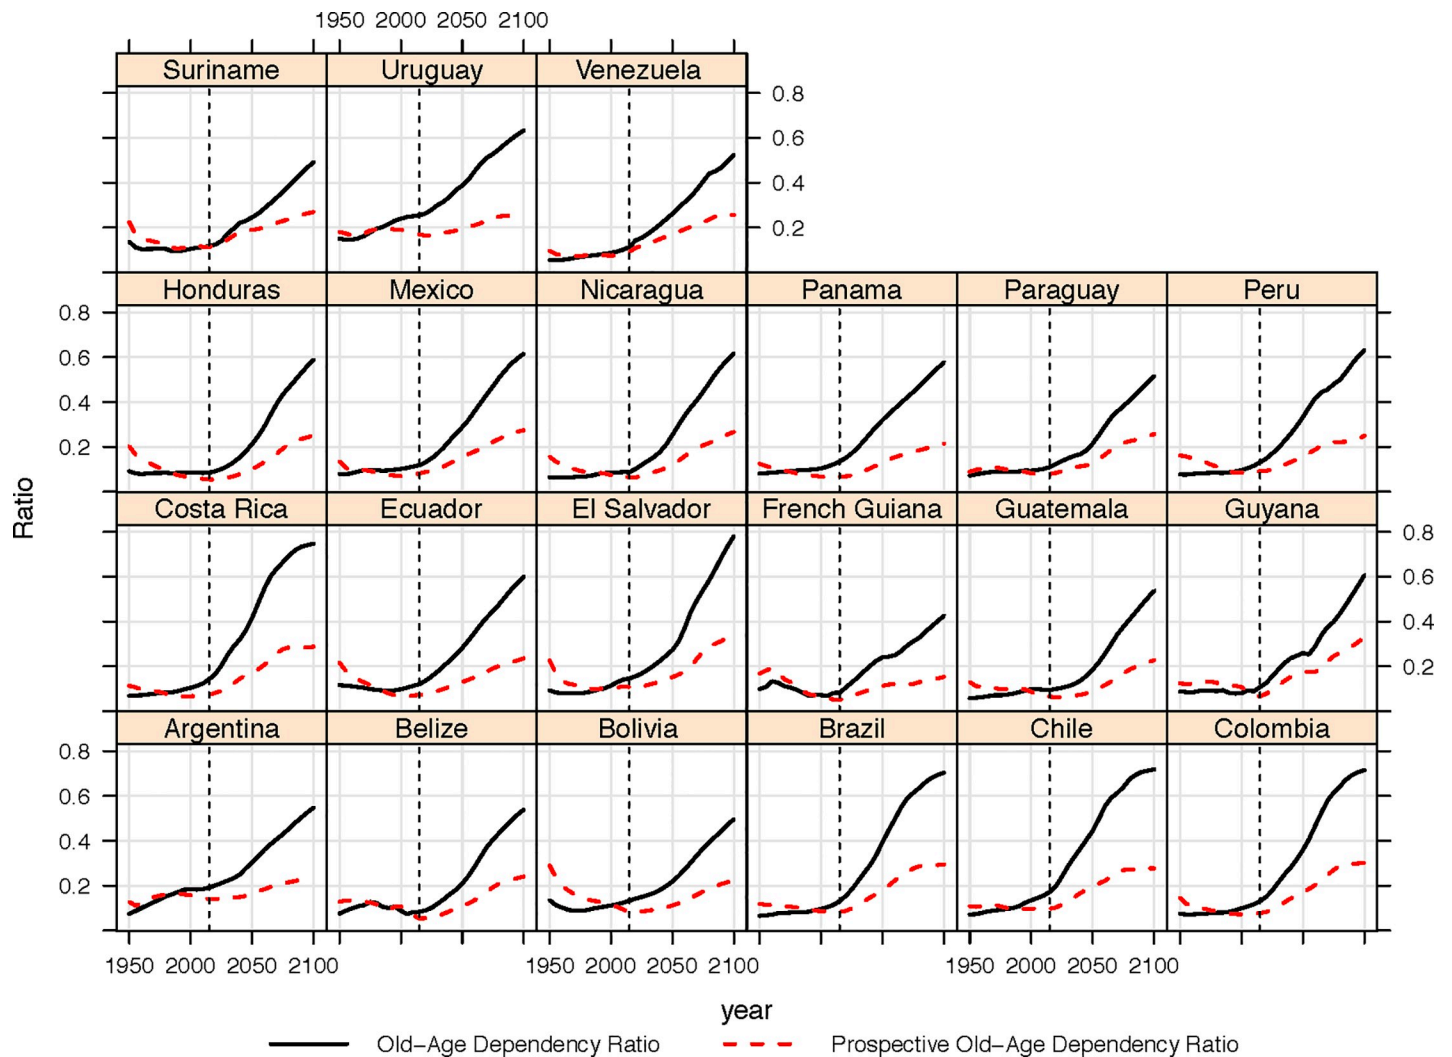 1950 2000 2050 2100
Suriname Uruguay Venezuela
0.8
0.6
0.4
0.2
Honduras Mexico Nicaragua Panama Paraguay Peru
0.8
0.6
0.4
0.2
Costa Rica Ecuador El Salvador French Guiana Guatemala Guyana
0.8
0.6
0.4
0.2
Argentina Belize Bolivia Brazil Chile Colombia
0.8
0.6
0.4
0.2
Ratio
1950 2000 2050 2100 1950 2000 2050 2100 1950 2000 2050 2100
year
Old-Age Dependency Ratio Prospective Old-Age Dependency Ratio